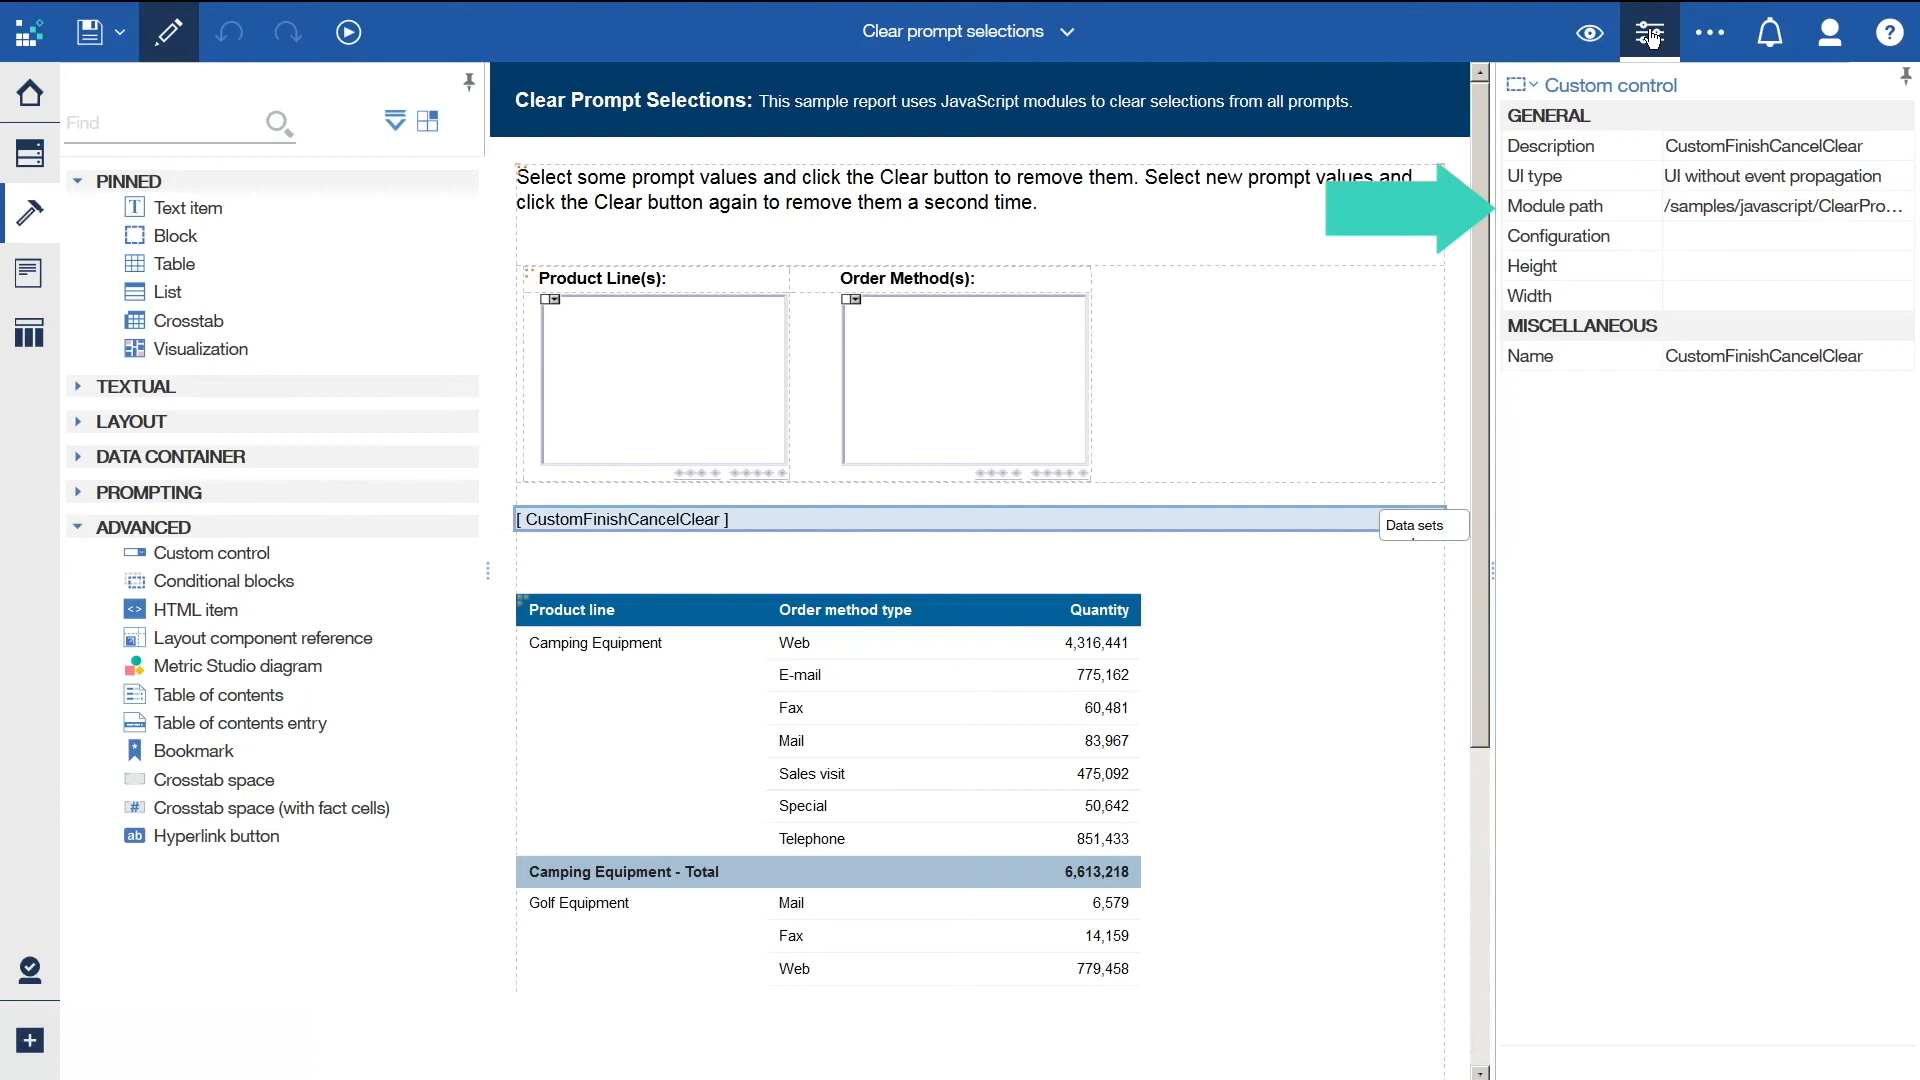 Clear prompt selections
?
Find
PINNED
Text item
Block
Table
List
Crosstab
Visualization
TEXTUAL
LAYOUT
DATA CONTAINER
PROMPTING
ADVANCED
Custom control
Conditional blocks
HTML item
Layout component reference
Metric Studio diagram
Table of contents
Table of contents entry
Bookmark
Crosstab space
Crosstab space (with fact cells)
ab Hyperlink button
Clear Prompt Selections: This sample report uses JavaScript modules to clear selections from all prompts.
Select some prompt values and click the Clear button to remove them. Select new prompt values and
click the Clear button again to remove them a second time.
Product Line(s): Order Method(s):
[ CustomFinishCancelClear ]
Data sets
Product line Order method type Quantity
Camping Equipment Web 4,316,441
E-mail 775,162
Fax 60,481
Mail 83,967
Sales visit 475,092
Special 50,642
Telephone 851,433
Camping Equipment - Total 6,613,218
Golf Equipment Mail 6,579
Fax 14,159
Web 779,458
Custom control
GENERAL
Description CustomFinishCancelClear
UI type UI without event propagation
Module path /samples/javascript/ClearPro...
Configuration
Height
Width
MISCELLANEOUS
Name CustomFinishCancelClear